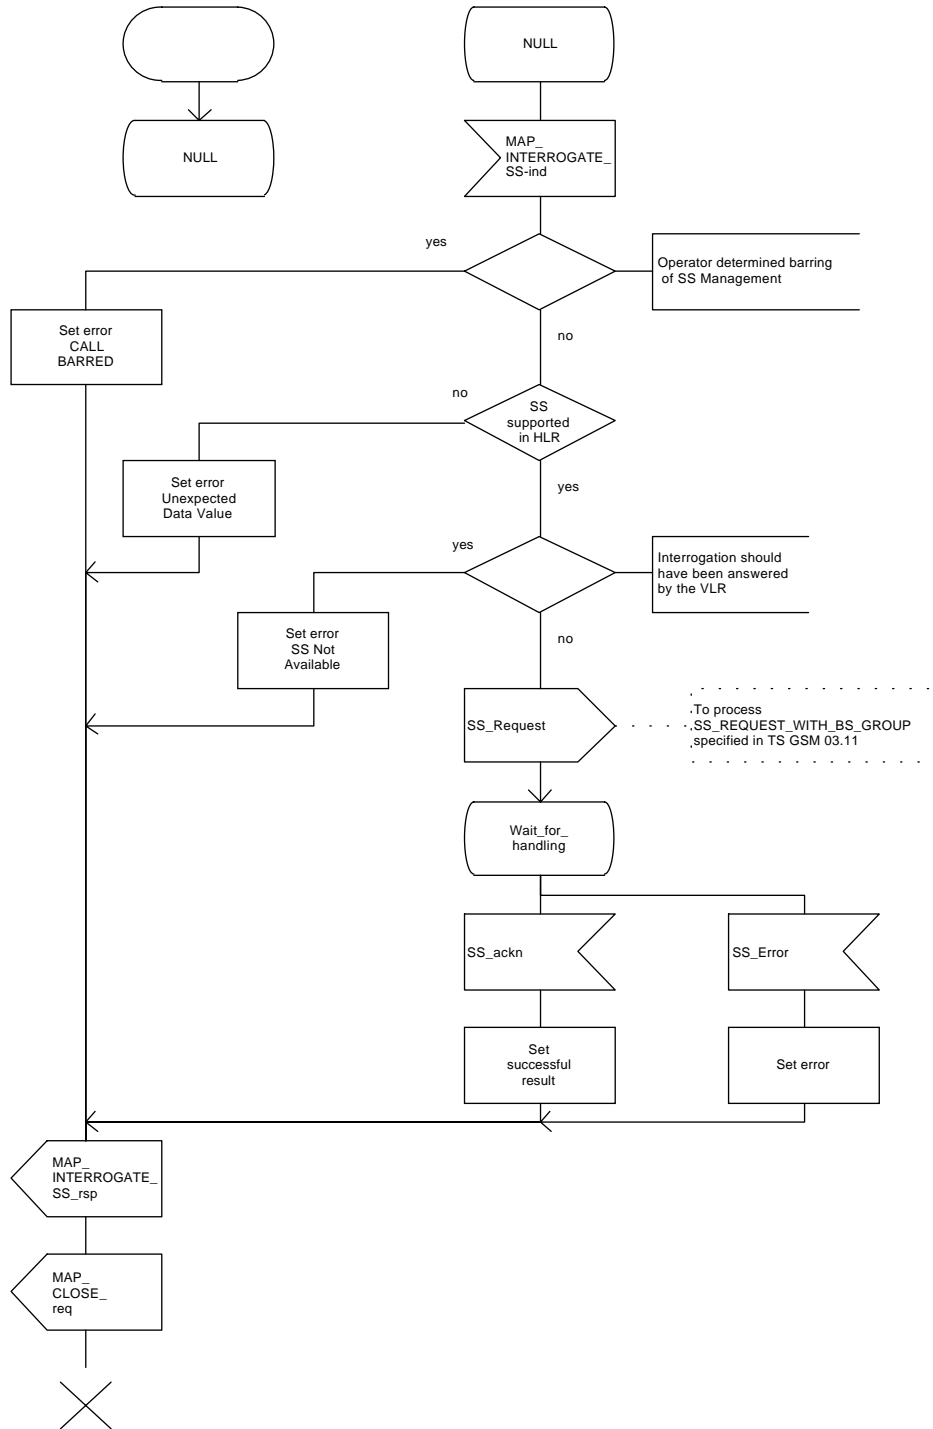 NULL
NULL
MAP_
INTERROGATE_
SS-ind
yes
Operator determined barring
of SS Management
Set error
CALL
BARRED
no
no
SS
supported
in HLR
Set error
Unexpected
Data Value
yes
yes
Interrogation should
have been answered
by the VLR
Set error
SS Not
Available
no
SS_Request
To process
SS_REQUEST_WITH_BS_GROUP
specified in TS GSM 03.11
Wait_for_
handling
SS_ackn
SS_Error
Set
successful
result
Set error
MAP_
INTERROGATE_
SS_rsp
MAP_
CLOSE_
req